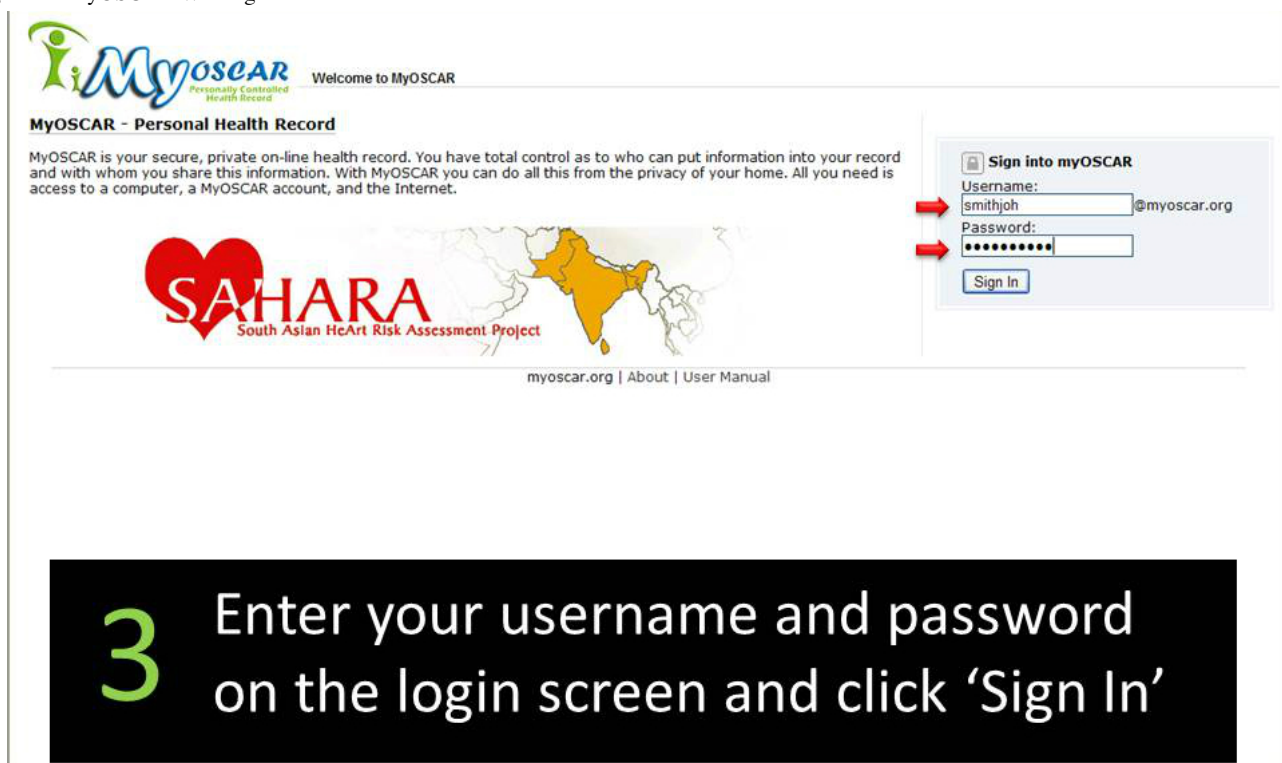 Myoscar
Personally Controlled
Health Record
Welcome to MyOSCAR
MyOSCAR - Personal Health Record
MyOSCAR is your secure, private on-line health record. You have total control as to who can put information into your record
and with whom you share this information. With MyOSCAR you can do all this from the privacy of your home. All you need is
access to a computer, a MyOSCAR account, and the Internet.
Sign into myOSCAR
Username:
smithjoh @myoscar.org
Password:
••••••••••
Sign In
SAHARA
South Asian HeArt Risk Assessment Project
myoscar.org | About | User Manual
3
Enter your username and password
on the login screen and click ‘Sign In’